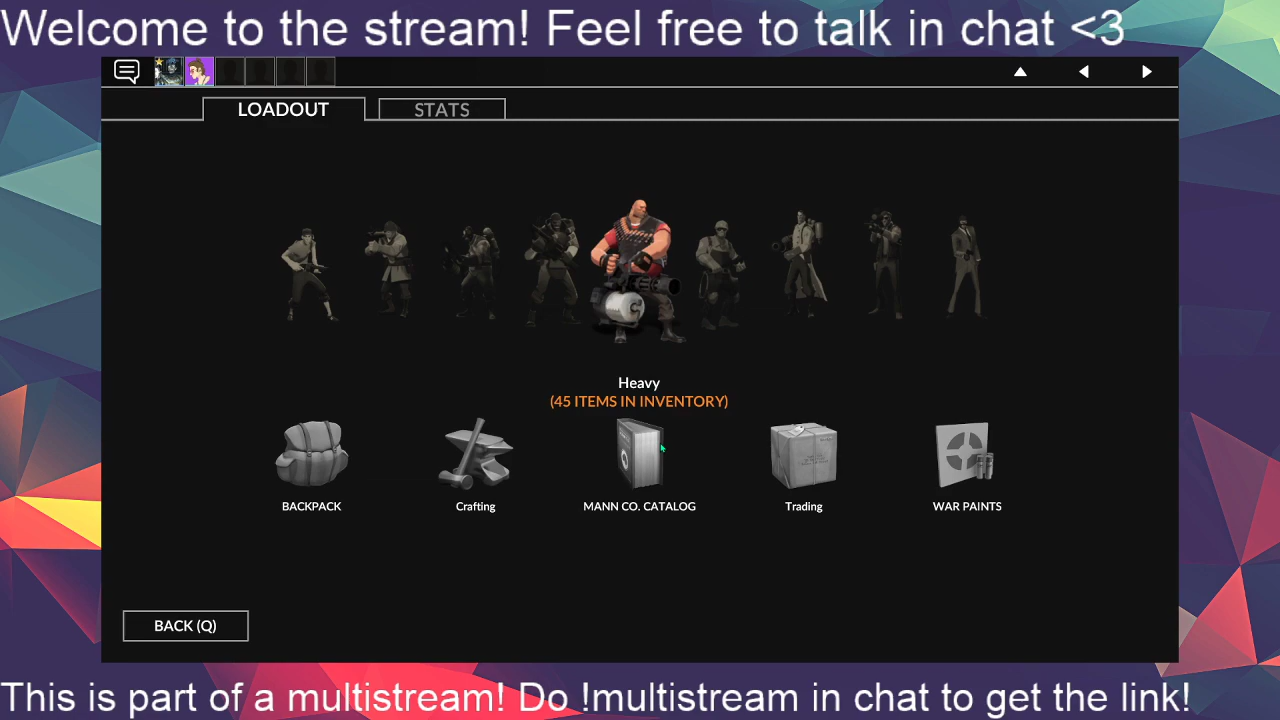 Welcome to the stream! Feel free to talk in chat <3
LOADOUT
STATS
Heavy
(45 ITEMS IN INVENTORY)
BACKPACK
Crafting
MANN CO. CATALOG
Trading
WAR PAINTS
BACK (Q)
This is part of a multistream! Do !multistream in chat to get the link!